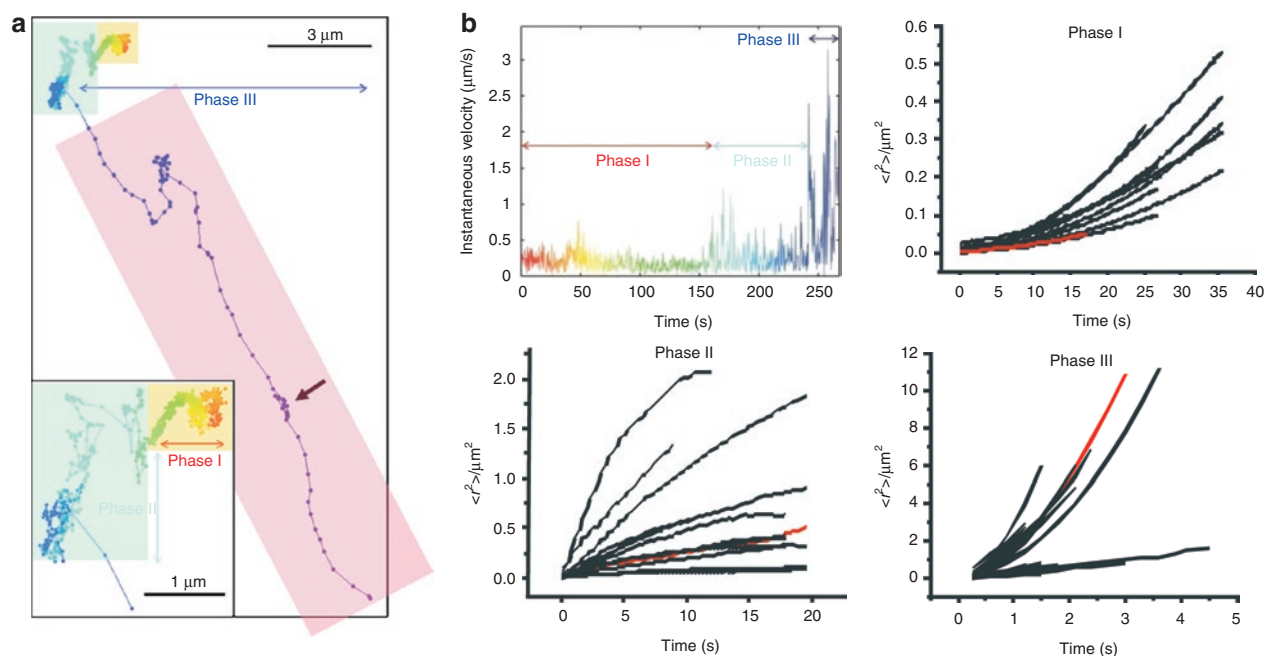 a
3 μm
Phase III
Phase I
Phase II
1 μm
b
Instantaneous velocity (μm/s)
3
2.5
2
1.5
1
0.5
0
Phase III
Phase I
Phase II
0 50 100 150 200 250
Time (s)
Phase I
<r²>/μm²
0.6
0.5
0.4
0.3
0.2
0.1
0.0
0 5 10 15 20 25 30 35 40
Time (s)
Phase II
<r²>/μm²
2.0
1.5
1.0
0.5
0.0
0 5 10 15 20
Time (s)
Phase III
<r²>/μm²
12
10
8
6
4
2
0
0 1 2 3 4 5
Time (s)